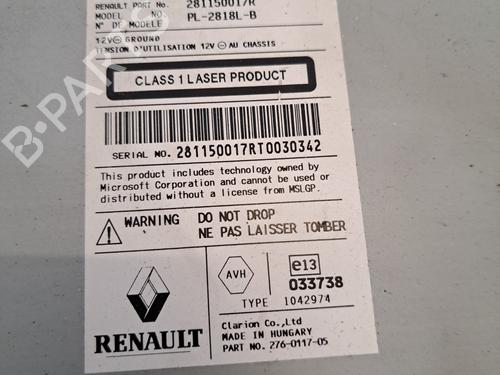 RENAULT PART No. 281150017R
MODEL NO. PL-2818L-B
N° DE MODELE
12V⊖ GROUND
TENSION D'UTILISATION 12V⊖ AU CHASSIS
CLASS 1 LASER PRODUCT
SERIAL NO. 281150017RT0030342
This product includes technology owned by
Microsoft Corporation and cannot be used or
distributed without a license from MSLGP.
WARNING DO NOT DROP
NE PAS LAISSER TOMBER
AVH e13
033738
TYPE 1042974
RENAULT
Clarion Co.,Ltd
MADE IN HUNGARY
PART NO. 276-0117-05
B-PARTS